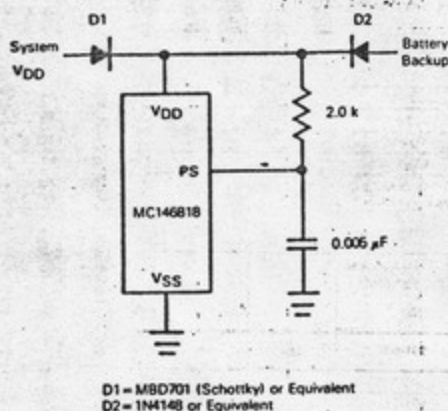 D1
D2
System
VDD
Battery
Backup
VDD
2.0 k
PS
MC146818
0.005 µF
VSS
D1 = MBD701 (Schottky) or Equivalent
D2 = 1N4148 or Equivalent